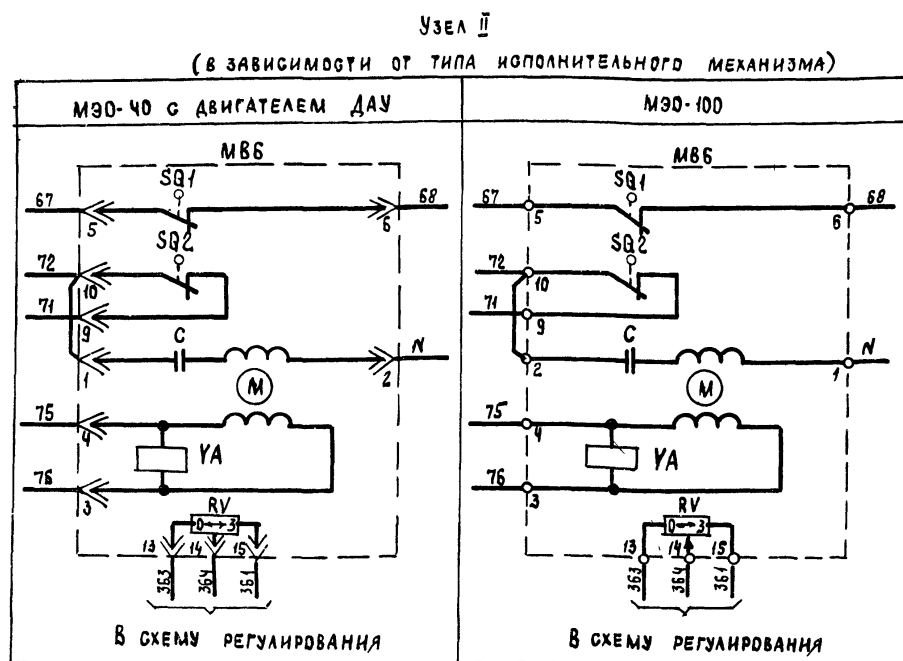 Узел II
(в зависимости от типа исполнительного механизма)
МЭО-40 с двигателем ДАУ
МЭО-100
МВ6
SQ1
67
5
6
68
SQ2
72
10
71
9
C
N
1
2
M
75
4
YA
76
3
RV
0↔3
13
14
15
363
364
361
В схему регулирования
МВ6
SQ1
67
5
6
68
SQ2
72
10
71
9
C
N
2
1
M
75
4
YA
76
3
RV
0↔3
13
14
15
363
364
361
В схему регулирования